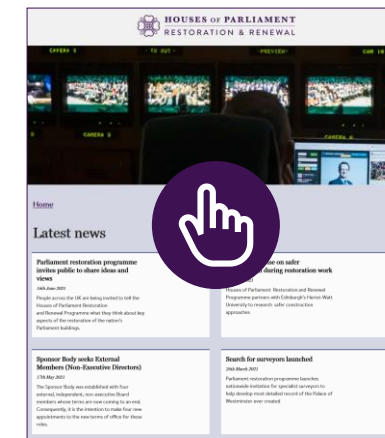 HOUSES OF PARLIAMENT
RESTORATION & RENEWAL
CAMERA 5
TX OUT
PREVIEW
CAM
CAMERA 5
CAMERA 6
Home
Latest news
Parliament restoration programme
invites public to share ideas and
views
16th June 2021
People across the UK are being invited to tell the
Houses of Parliament Restoration
and Renewal Programme what they think about key
aspects of the restoration of the nation's
Parliament buildings.
on safer
during restoration work
Houses of Parliament Restoration and Renewal
Programme partners with Edinburgh's Heriot-Watt
University to research safer construction
approaches
Sponsor Body seeks External
Members (Non-Executive Directors)
17th May 2021
The Sponsor Body was established with four
external, independent, non-executive Board
members whose terms are now coming to an end.
Consequently, it is the intention to make four new
appointments to the new terms of office for these
roles.
Search for surveyors launched
26th March 2021
Parliament restoration programme launches
nationwide invitation for specialist surveyors to
help develop most detailed record of the Palace of
Westminster ever created